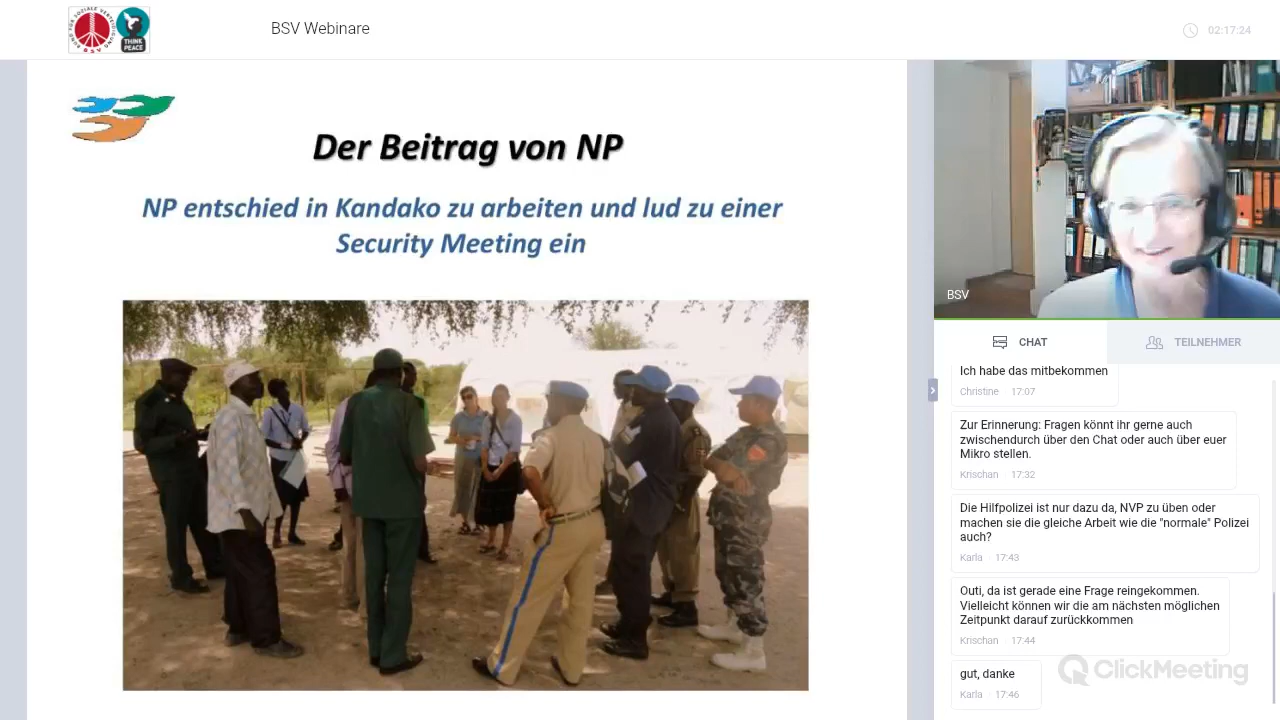 BSV Webinare
02:17:24
THINK
PEACE
Der Beitrag von NP
NP entschied in Kandako zu arbeiten und lud zu einer
Security Meeting ein
BSV
CHAT
TEILNEHMER
Ich habe das mitbekommen
Christine · 17:07
Zur Erinnerung: Fragen könnt ihr gerne auch
zwischendurch über den Chat oder auch über euer
Mikro stellen.
Krischan · 17:32
Die Hilfpolizei ist nur dazu da, NVP zu üben oder
machen sie die gleiche Arbeit wie die "normale" Polizei
auch?
Karla · 17:43
Outi, da ist gerade eine Frage reingekommen.
Vielleicht können wir die am nächsten möglichen
Zeitpunkt darauf zurückkommen
Krischan · 17:44
gut, danke
Karla · 17:46
ClickMeeting